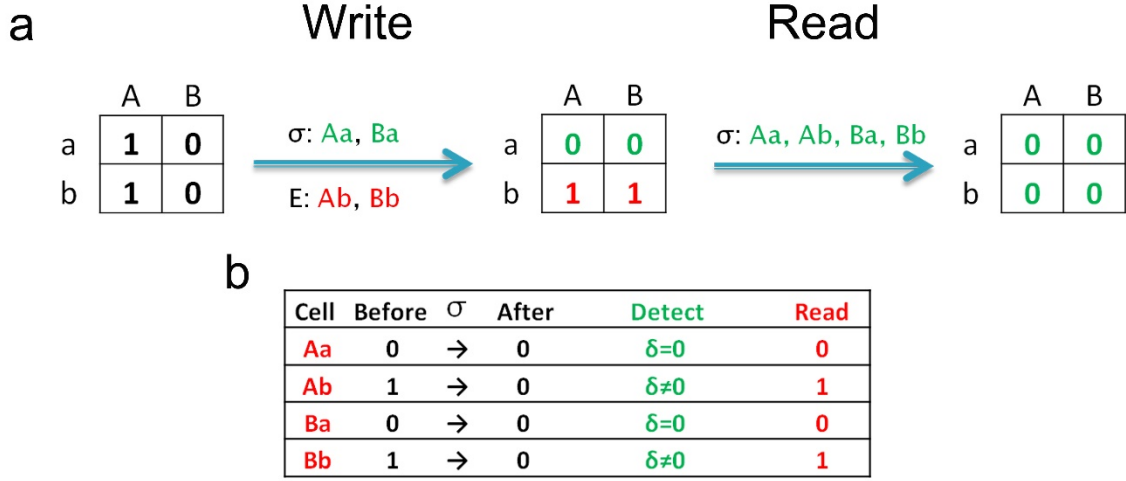 a Write Read
A B
a 1 0
b 1 0
σ: Aa, Ba
E: Ab, Bb
A B
a 0 0
b 1 1
σ: Aa, Ab, Ba, Bb
A B
a 0 0
b 0 0
b
Cell Before σ After Detect Read
Aa 0 → 0 δ=0 0
Ab 1 → 0 δ≠0 1
Ba 0 → 0 δ=0 0
Bb 1 → 0 δ≠0 1